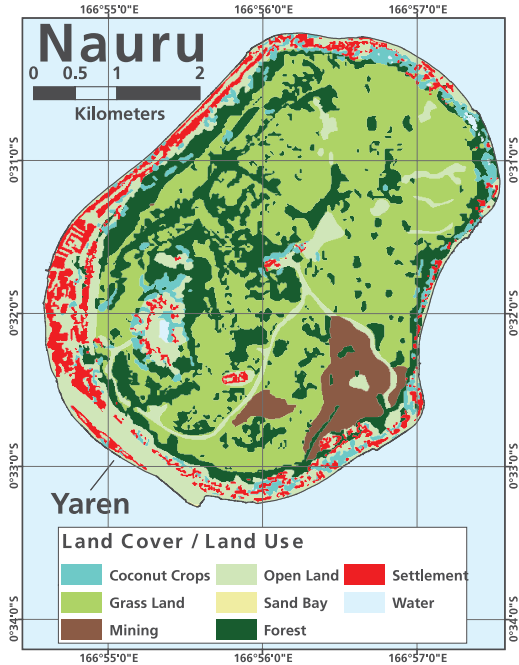 166°55'0"E 166°56'0"E 166°57'0"E
Nauru
0 0.5 1 2
Kilometers
0°31'0"S 0°31'0"S
0°32'0"S 0°32'0"S
0°33'0"S 0°33'0"S
Yaren
Land Cover / Land Use
Coconut Crops Open Land Settlement
Grass Land Sand Bay Water
Mining Forest
0°34'0"S 0°34'0"S
166°55'0"E 166°56'0"E 166°57'0"E